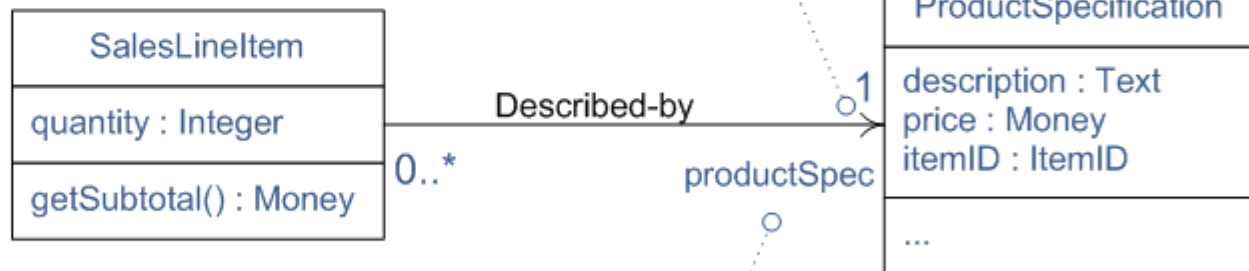 SalesLineItem
quantity : Integer
getSubtotal() : Money
Described-by
0..*
1
productSpec
ProductSpecification
description : Text
price : Money
itemID : ItemID
...